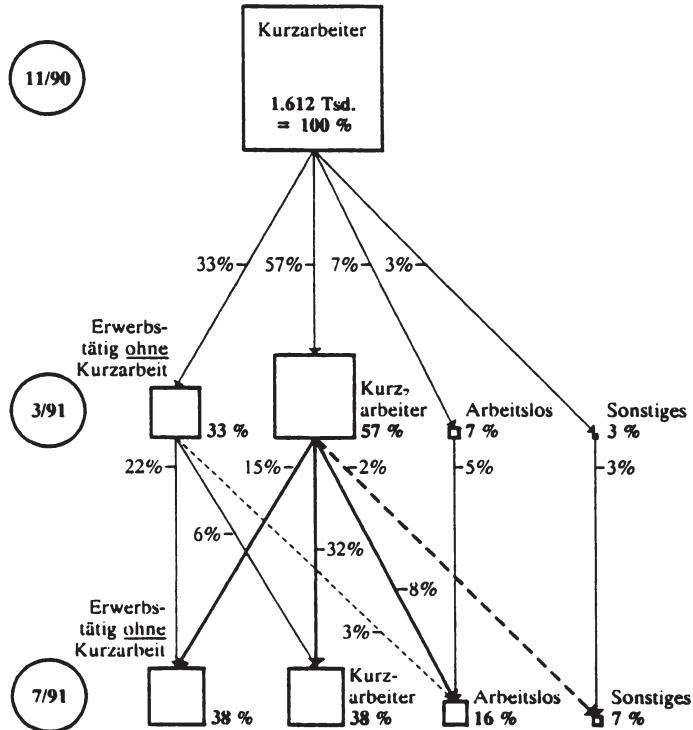 Kurzarbeiter
11/90
1.612 Tsd.
= 100 %
33%
57%
7%
3%
Erwerbs-
tätig ohne
Kurzarbeit
3/91
33 %
Kurz-
arbeiter
57 %
Arbeitslos
7 %
Sonstiges
3 %
22%
15%
2%
5%
3%
6%
32%
8%
3%
Erwerbs-
tätig ohne
Kurzarbeit
7/91
38 %
Kurz-
arbeiter
38 %
Arbeitslos
16 %
Sonstiges
7 %